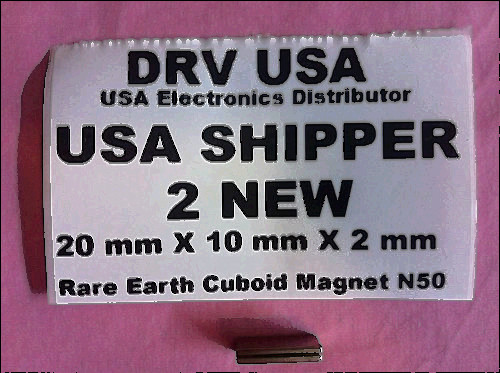 DRV USA
USA Electronics Distributor
USA SHIPPER
2 NEW
20 mm X 10 mm X 2 mm
Rare Earth Cuboid Magnet N50